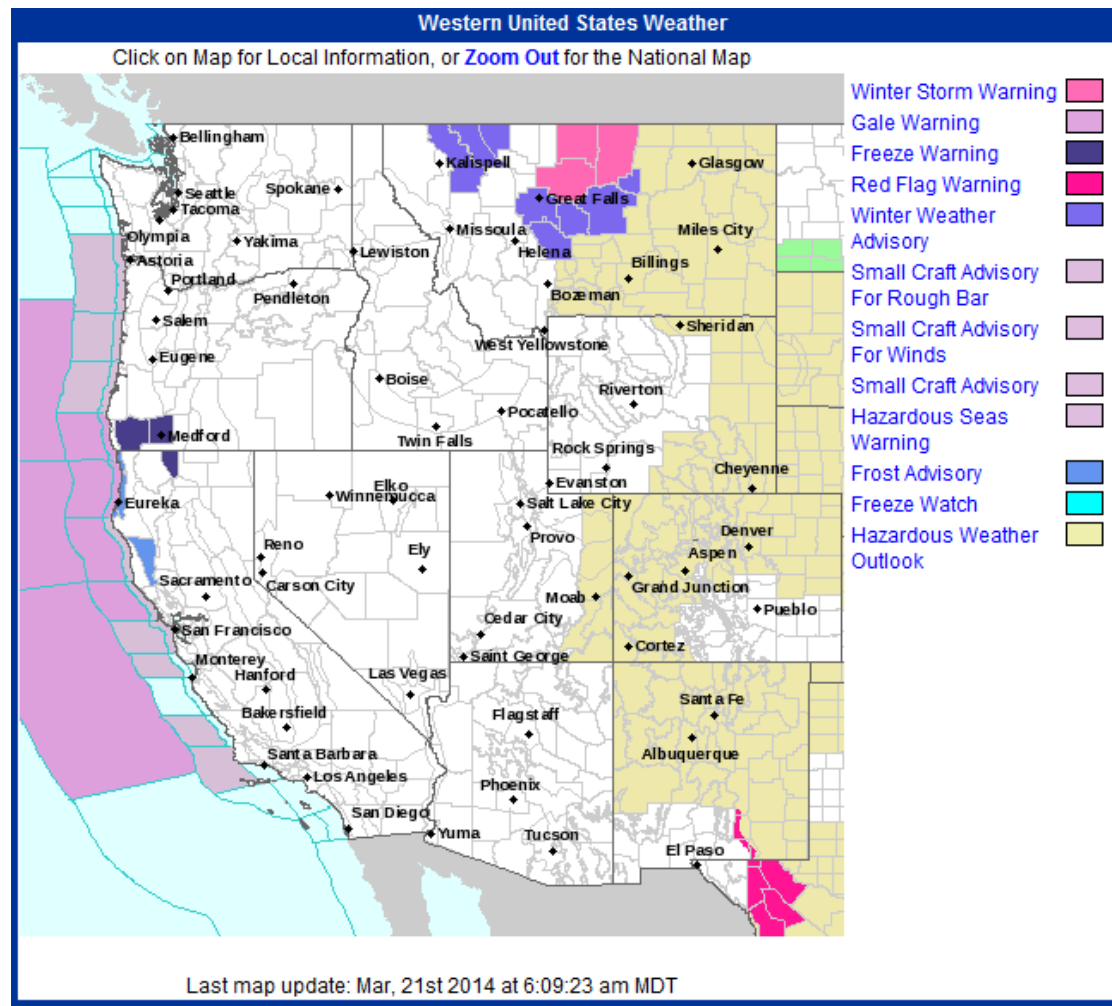 Western United States Weather
Click on Map for Local Information, or Zoom Out for the National Map
Bellingham
Seattle
Tacoma
Olympia
Spokane
Yakima
Astoria
Portland
Pendleton
Lewiston
Salem
Eugene
Medford
Kalispell
Missoula
Helena
Great Falls
Glasgow
Miles City
Billings
Bozeman
West Yellowstone
Sheridan
Boise
Pocatello
Twin Falls
Riverton
Rock Springs
Cheyenne
Evanston
Eureka
Elko
Winnemucca
Salt Lake City
Provo
Reno
Ely
Carson City
Sacramento
San Francisco
Monterey
Hanford
Bakersfield
Santa Barbara
Los Angeles
San Diego
Las Vegas
Cedar City
Saint George
Moab
Denver
Aspen
Grand Junction
Pueblo
Cortez
Santa Fe
Albuquerque
Flagstaff
Phoenix
Tucson
Yuma
El Paso
Winter Storm Warning
Gale Warning
Freeze Warning
Red Flag Warning
Winter Weather
Advisory
Small Craft Advisory
For Rough Bar
Small Craft Advisory
For Winds
Small Craft Advisory
Hazardous Seas
Warning
Frost Advisory
Freeze Watch
Hazardous Weather
Outlook
Last map update: Mar, 21st 2014 at 6:09:23 am MDT